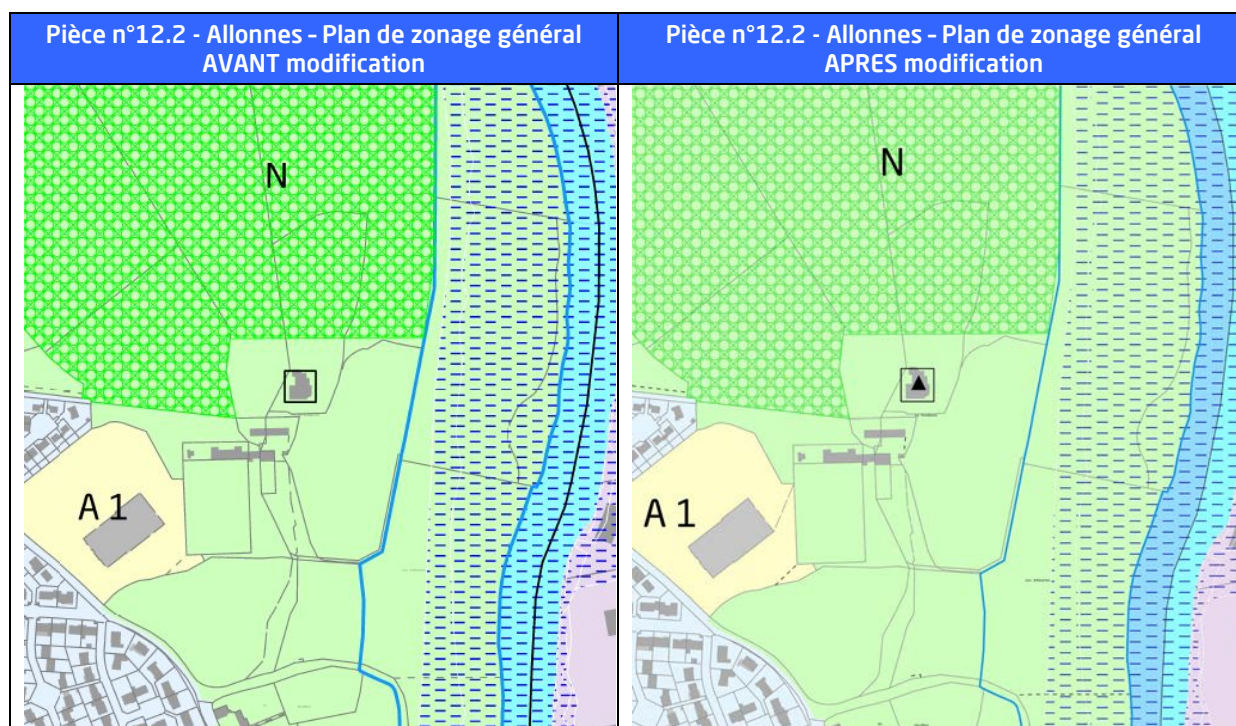 Pièce n°12.2 - Allonnes – Plan de zonage général
AVANT modification
Pièce n°12.2 - Allonnes – Plan de zonage général
APRES modification
N
A 1
N
A 1